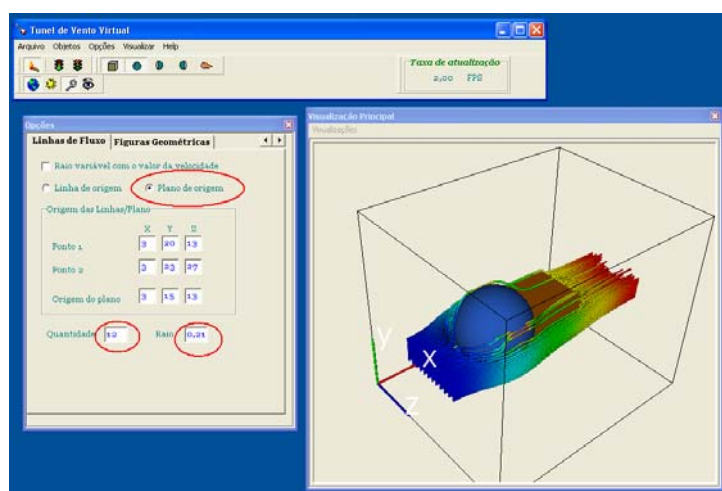 Tunel de Vento Virtual
Arquivo Objetos Opções Visualizar Help
Taxa de atualização
2,00 FPS
Opções
Linhas de Fluxo Figuras Geométricas
Raio variável com o valor da velocidade
Linha de origem Plano de origem
Origem das Linhas/Plano
X Y Z
Ponto 1 3 20 13
Ponto 2 3 23 27
Origem do plano 3 15 13
Quantidade 12 Raio 0,21
Visualização Principal
Visualizações
y
x
z